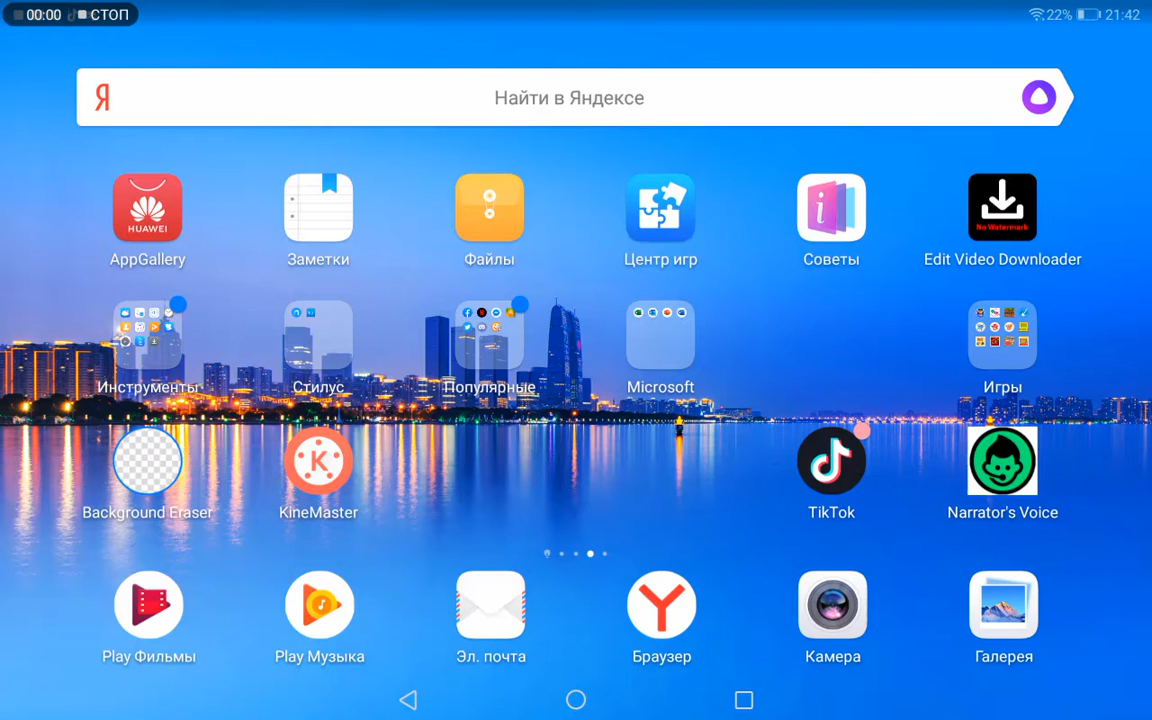 00:00 СТОП 22% 21:42
Я Найти в Яндексе
HUAWEI
No Watermark
AppGallery Заметки Файлы Центр игр Советы Edit Video Downloader
Инструменты Стилус Популярные Microsoft Игры
Background Eraser KineMaster TikTok Narrator's Voice
Play Фильмы Play Музыка Эл. почта Браузер Камера Галерея